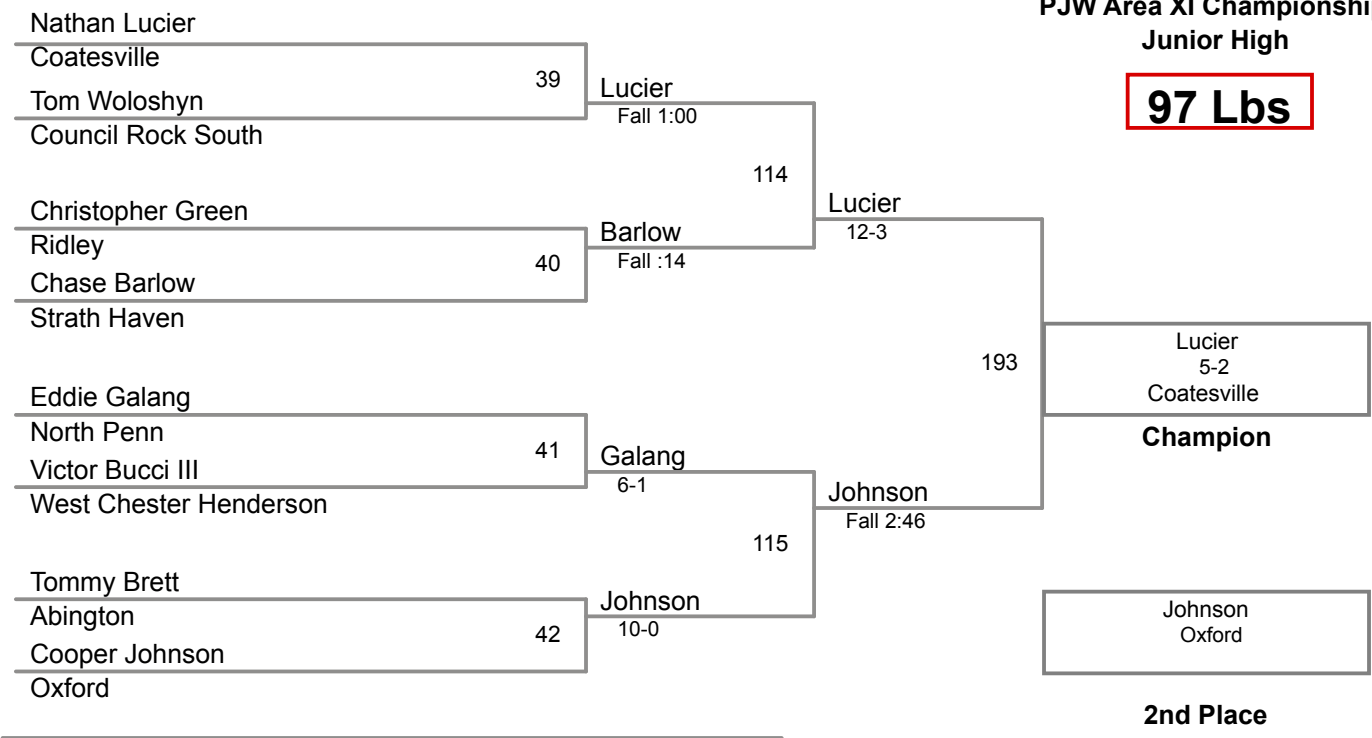 PJW Area XI Championshi
Junior High
97 Lbs
Nathan Lucier
Coatesville
39
Tom Woloshyn
Council Rock South
Lucier
Fall 1:00
114
Christopher Green
Ridley
40
Chase Barlow
Strath Haven
Barlow
Fall :14
Lucier
12-3
193
Eddie Galang
North Penn
41
Victor Bucci III
West Chester Henderson
Galang
6-1
115
Tommy Brett
Abington
42
Cooper Johnson
Oxford
Johnson
10-0
Johnson
Fall 2:46
Lucier
5-2
Coatesville
Champion
Johnson
Oxford
2nd Place